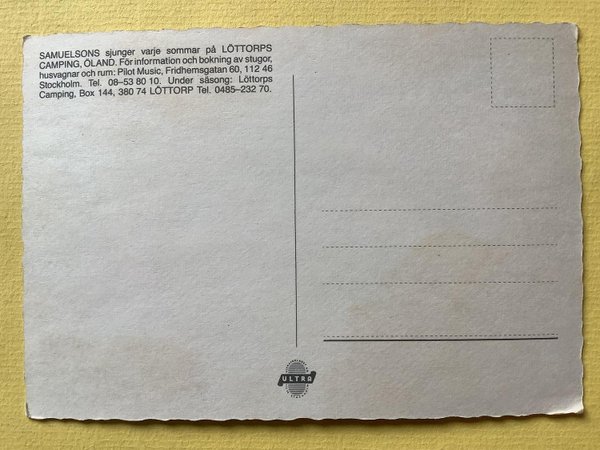 SAMUELSONS sjunger varje sommar på LÖTTORPS
CAMPING, ÖLAND. För information och bokning av stugor,
husvagnar och rum: Pilot Music, Fridhemsgatan 60, 112 46
Stockholm. Tel. 08–53 80 10. Under säsong: Löttorps
Camping, Box 144, 380 74 LÖTTORP Tel. 0485–232 70.
ULTRA